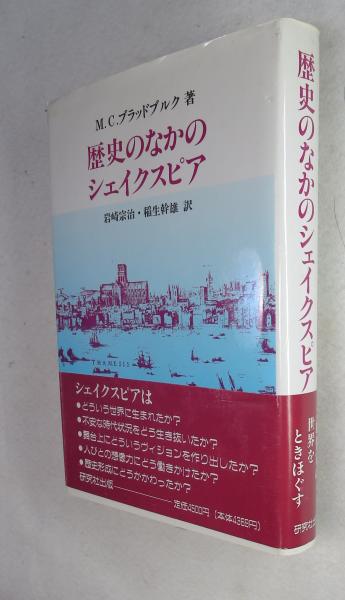 M.C.ブラッドブルク 著
歴史のなかの
シェイクスピア
岩崎宗治・稲生幹雄 訳
THAMESIS
シェイクスピアは
●どういう世界に生まれたか?
●不安な時代状況をどう生き抜いたか?
●舞台上にどういうヴィジョンを作り出したか?
●人びとの想像力にどう働きかけたか?
●歴史形成にどうかかわったか?
研究社出版――定価4500円(本体4369円)
歴史のなかのシェイクスピア
世界を
ときほぐす
研究社出